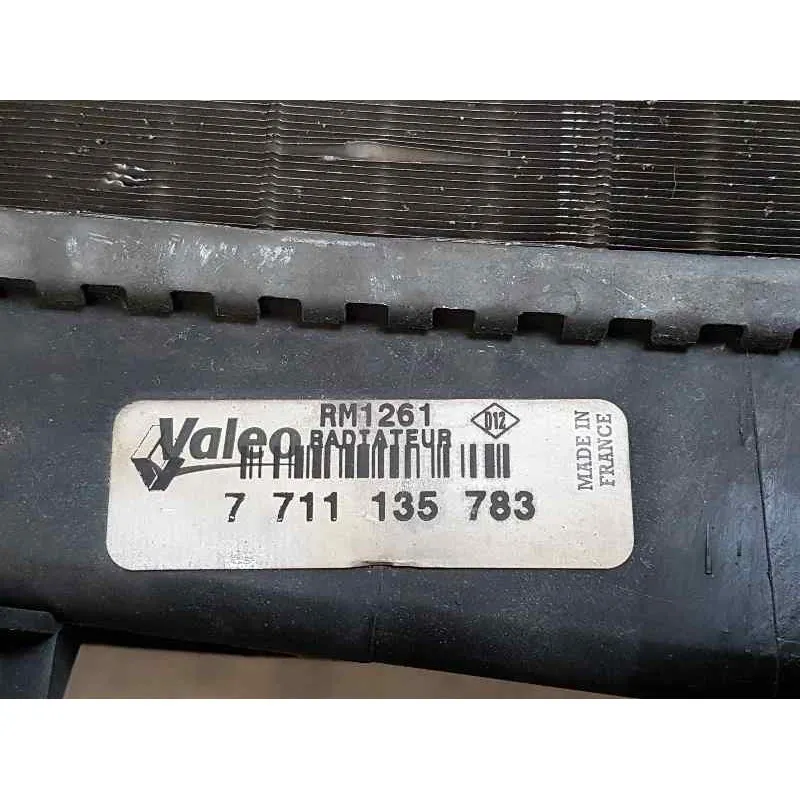 RM1261
Valeo RADIATEUR
D12
7 711 135 783
MADE IN
FRANCE